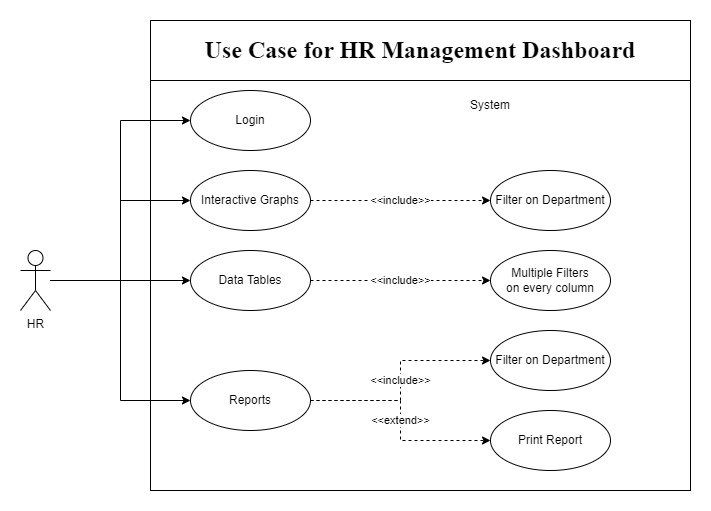 Use Case for HR Management Dashboard
System
Login
Interactive Graphs
<<include>>
Filter on Department
HR
Data Tables
<<include>>
Multiple Filters
on every column
Reports
<<include>>
Filter on Department
<<extend>>
Print Report